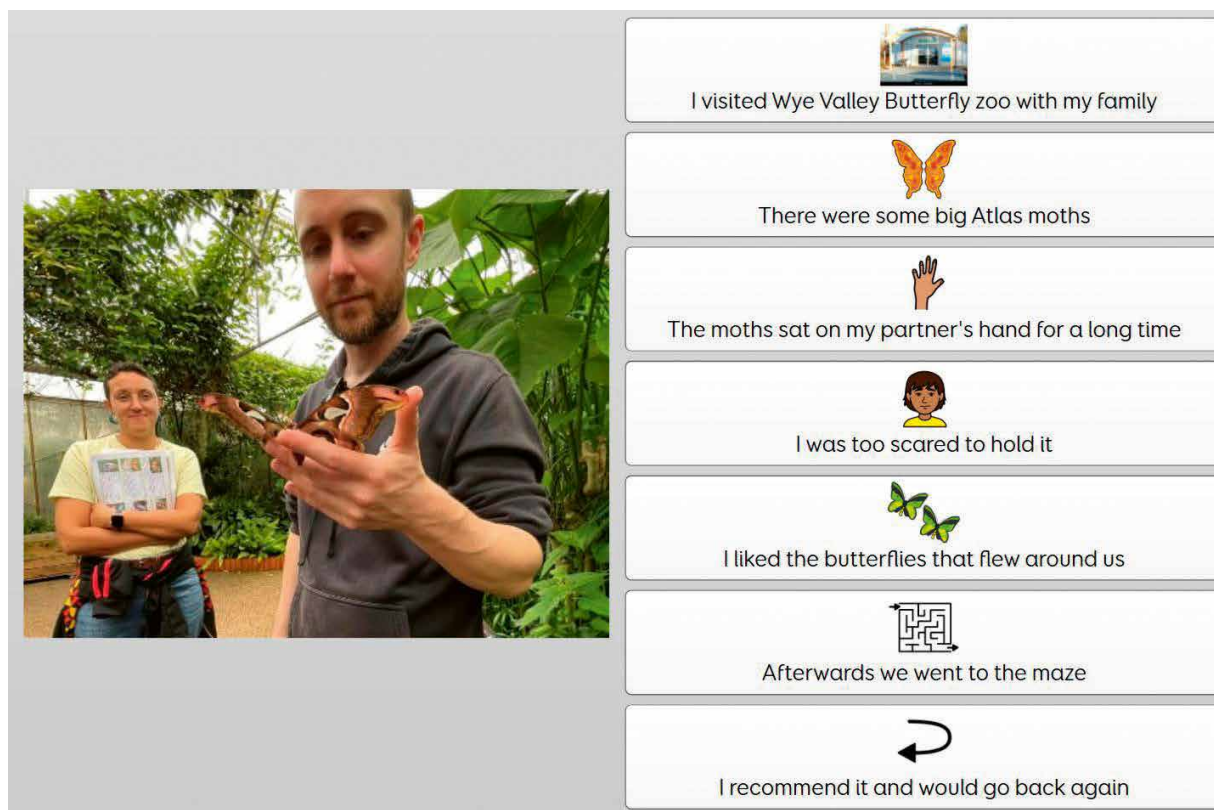 I visited Wye Valley Butterfly zoo with my family
There were some big Atlas moths
The moths sat on my partner's hand for a long time
I was too scared to hold it
I liked the butterflies that flew around us
Afterwards we went to the maze
I recommend it and would go back again